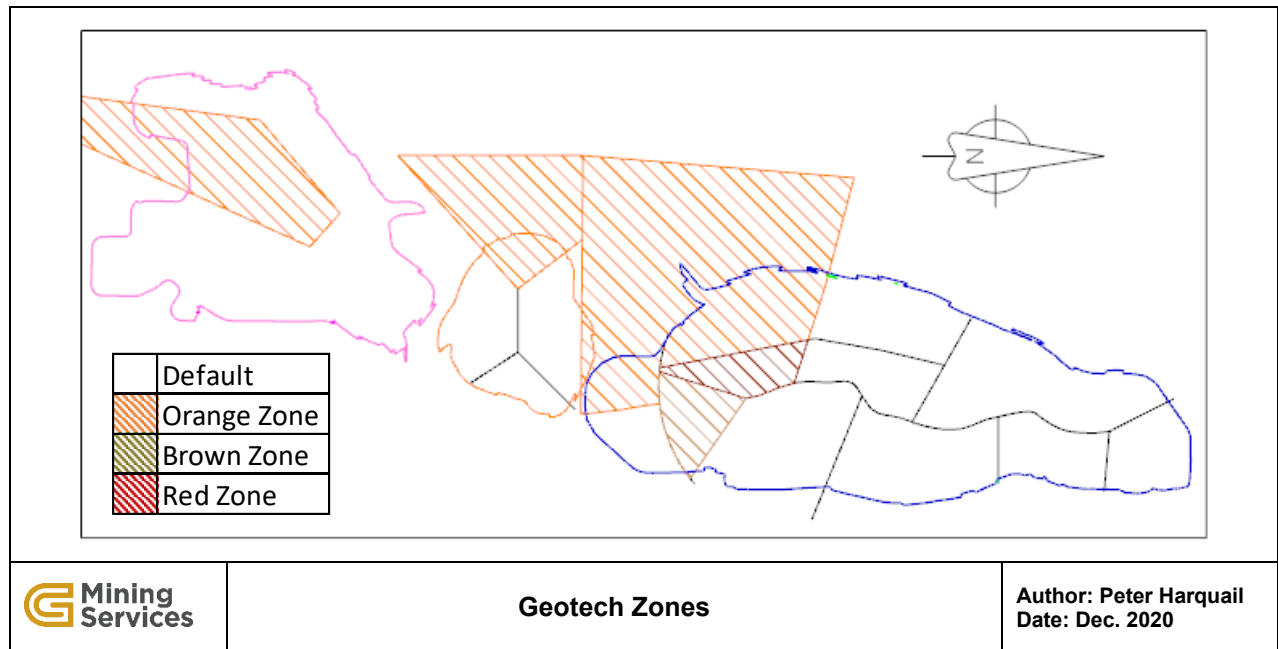 N
Default
Orange Zone
Brown Zone
Red Zone
G Mining
Services
Geotech Zones
Author: Peter Harquail
Date: Dec. 2020